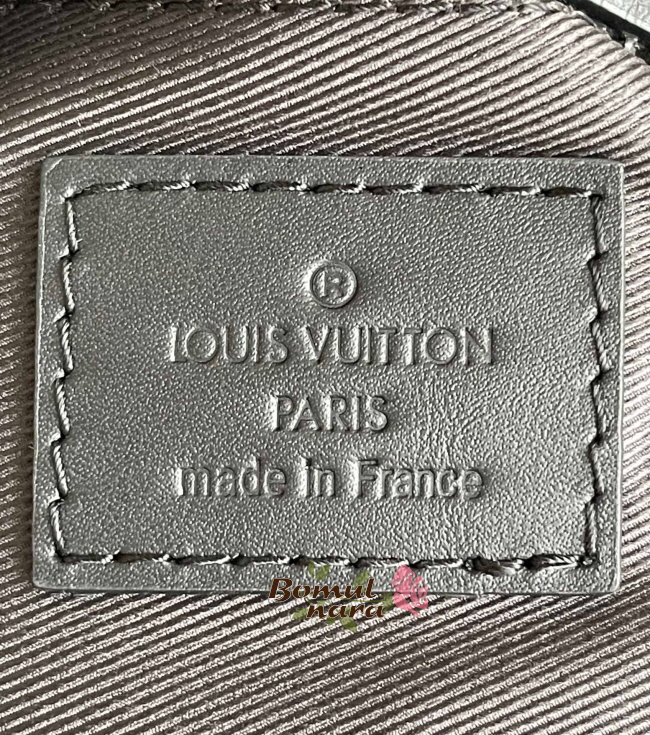 ®
LOUIS VUITTON
PARIS
made in France
Bomul
nara